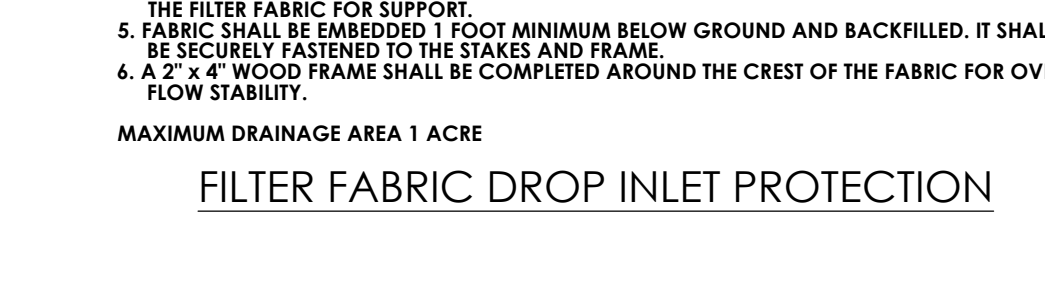 THE FILTER FABRIC FOR SUPPORT.
5. FABRIC SHALL BE EMBEDDED 1 FOOT MINIMUM BELOW GROUND AND BACKFILLED. IT
BE SECURELY FASTENED TO THE STAKES AND FRAME.
6. A 2" x 4" WOOD FRAME SHALL BE COMPLETED AROUND THE CREST OF THE FABRIC FOR
FLOW STABILITY.
MAXIMUM DRAINAGE AREA 1 ACRE
FILTER FABRIC DROP INLET PROTECTION